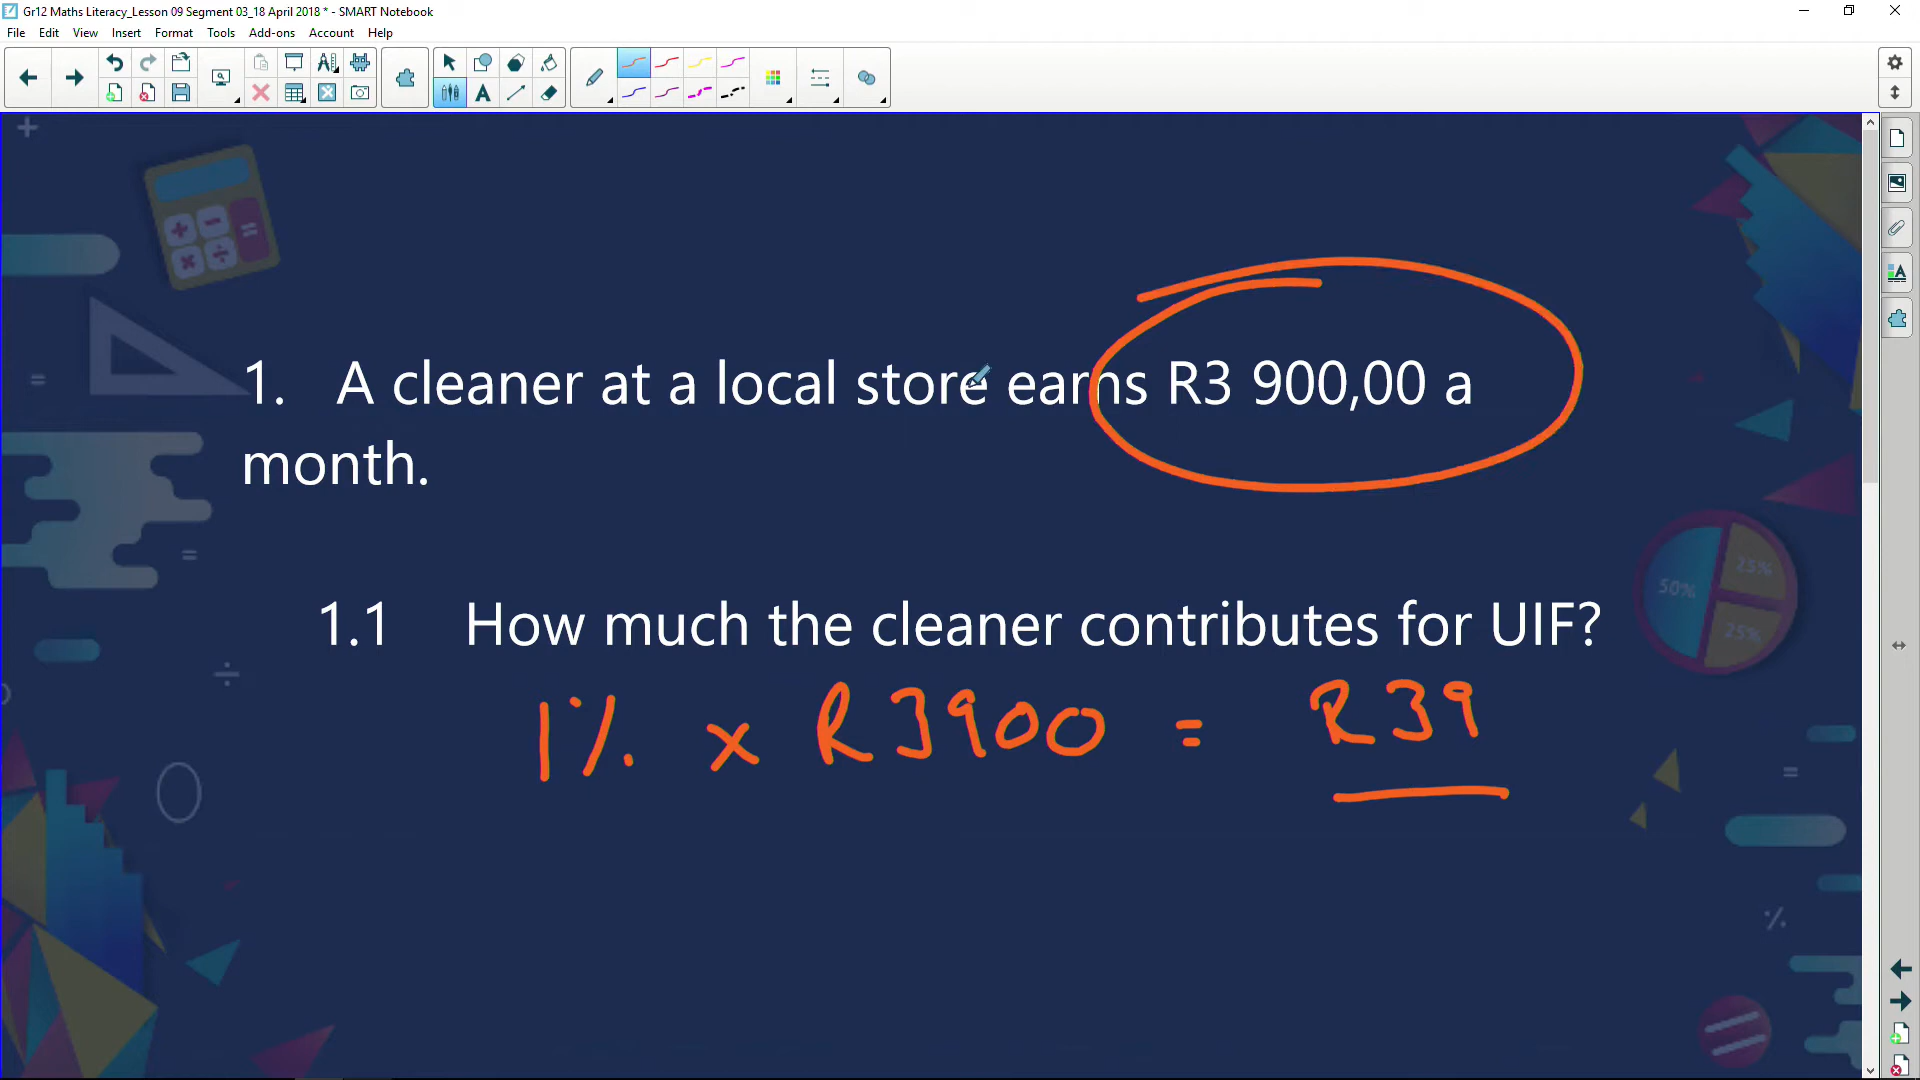 Gr12 Maths Literacy_Lesson 09 Segment 03_18 April 2018 * - SMART Notebook
File Edit View Insert Format Tools Add-ons Account Help
1. A cleaner at a local store earns R3 900,00 a
month.
1.1 How much the cleaner contributes for UIF?
1% x R3900 = R39
50%
25%
25%